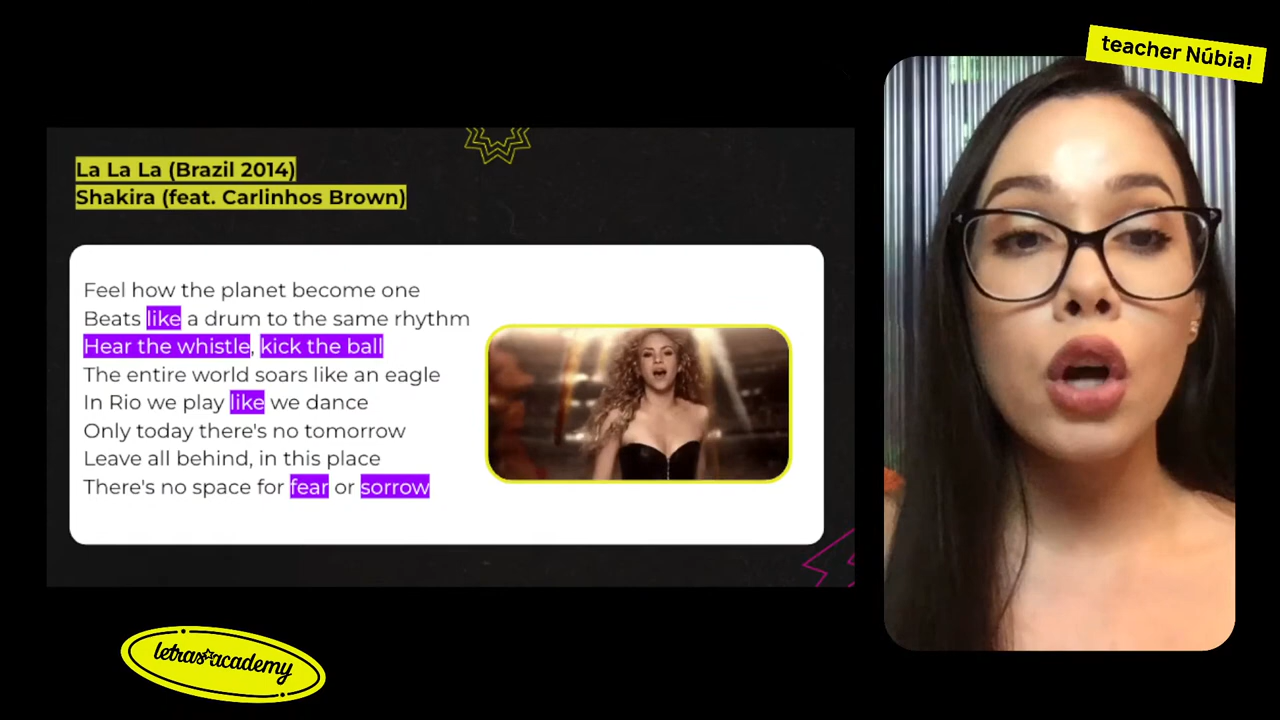 teacher Núbia!
La La La (Brazil 2014)
Shakira (feat. Carlinhos Brown)
Feel how the planet become one
Beats like a drum to the same rhythm
Hear the whistle, kick the ball
The entire world soars like an eagle
In Rio we play like we dance
Only today there's no tomorrow
Leave all behind, in this place
There's no space for fear or sorrow
letras academy